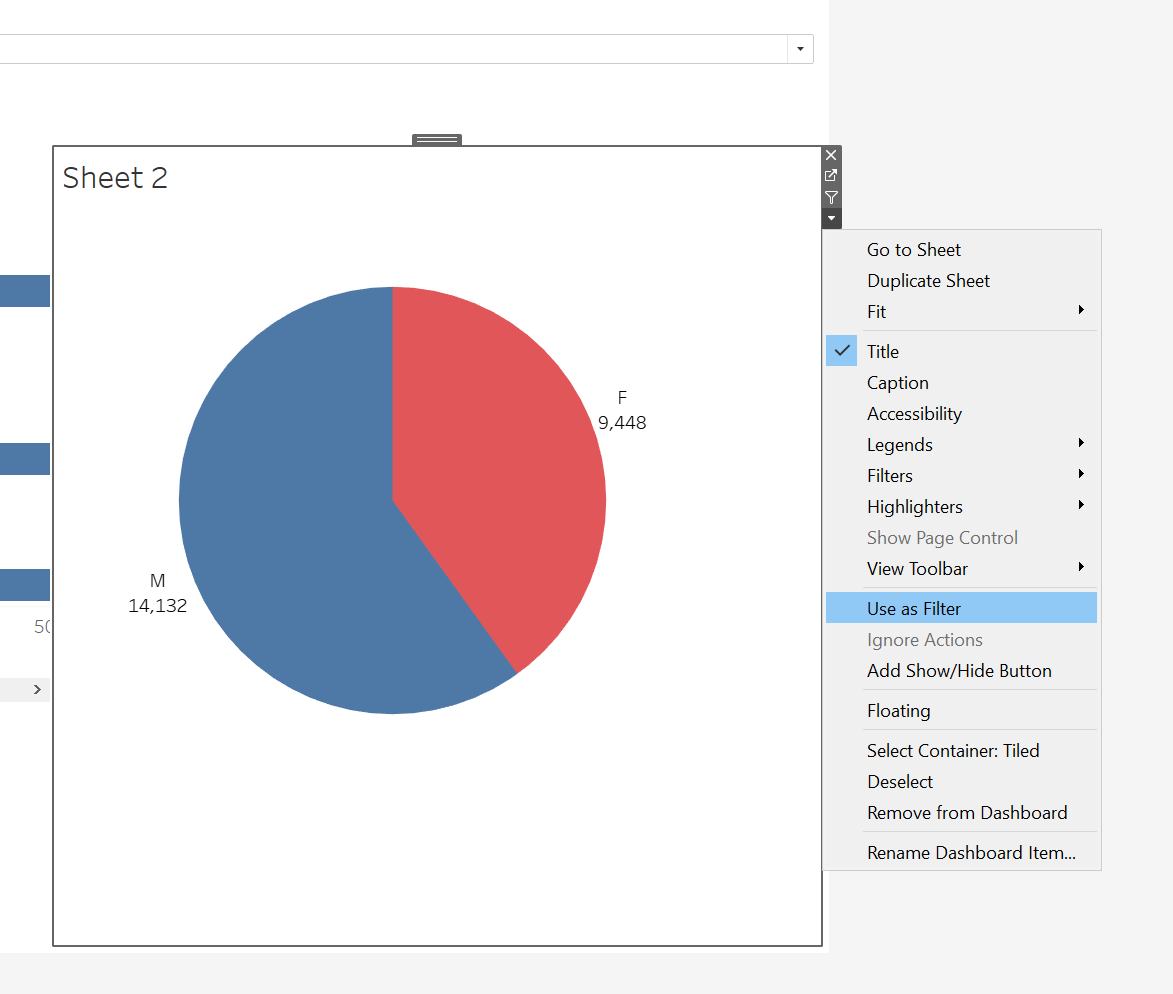 Sheet 2
F
9,448
M
14,132
50
Go to Sheet
Duplicate Sheet
Fit
Title
Caption
Accessibility
Legends
Filters
Highlighters
Show Page Control
View Toolbar
Use as Filter
Ignore Actions
Add Show/Hide Button
Floating
Select Container: Tiled
Deselect
Remove from Dashboard
Rename Dashboard Item...